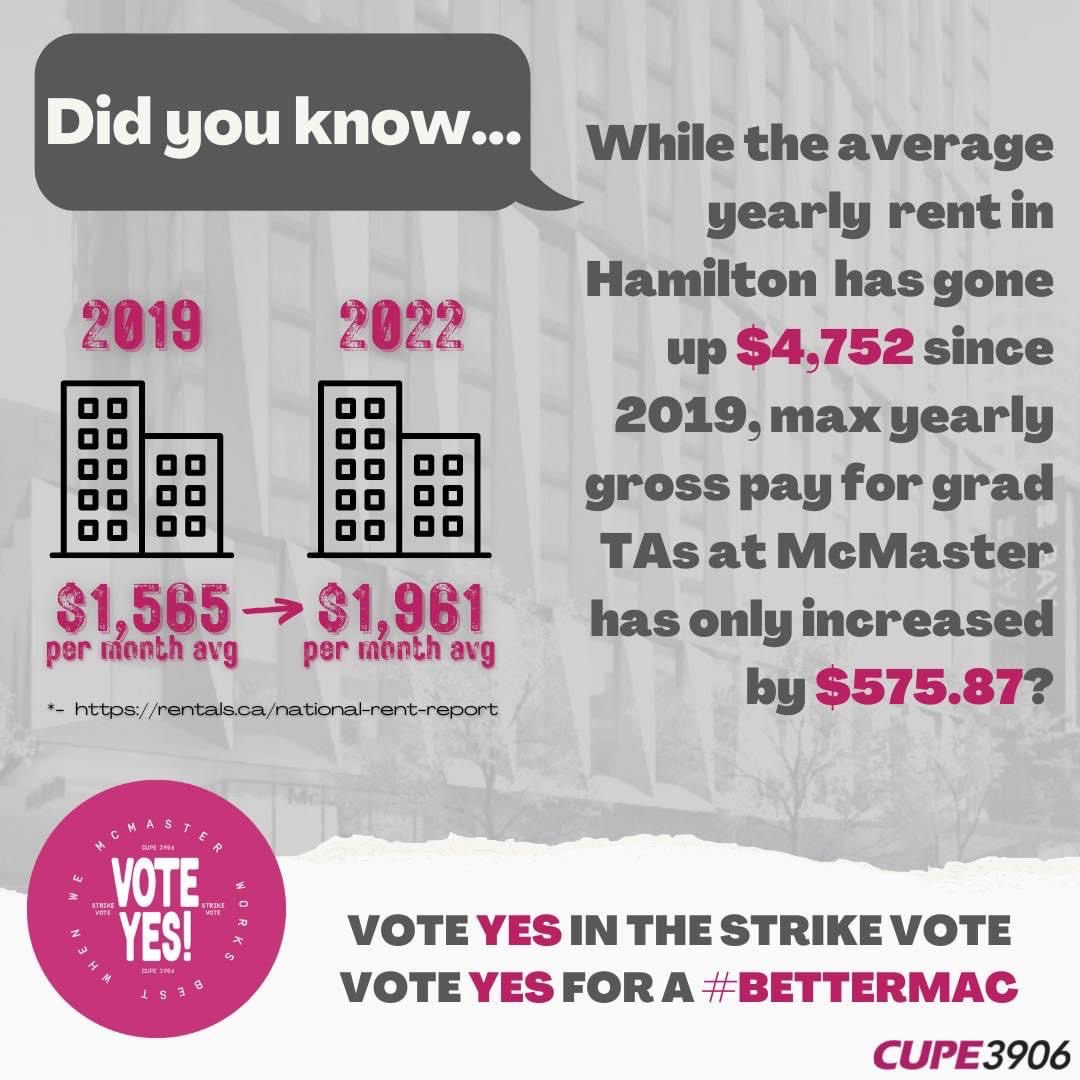 Did you know...
While the average
yearly rent in
Hamilton has gone
up $4,752 since
2019, max yearly
gross pay for grad
TAs at McMaster
has only increased
by $575.87?
2019 2022
$1,565 $1,961
per month avg per month avg
*- https://rentals.ca/national-rent-report
WHEN WE MCMASTER WORKS BEST
CUPE 3906
VOTE
STRIKE VOTE
STRIKE VOTE
YES!
CUPE 3906
VOTE YES IN THE STRIKE VOTE
VOTE YES FOR A #BETTERMAC
CUPE3906